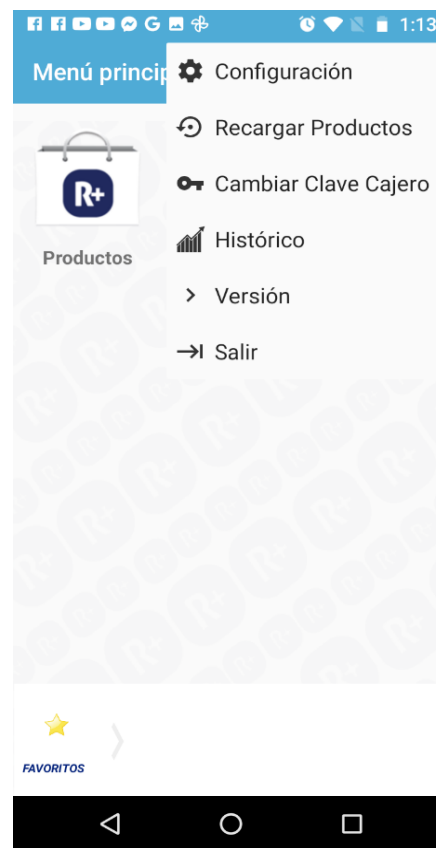 1:13
Menú princip
Configuración
Recargar Productos
Cambiar Clave Cajero
Histórico
Versión
Salir
R+
Productos
FAVORITOS